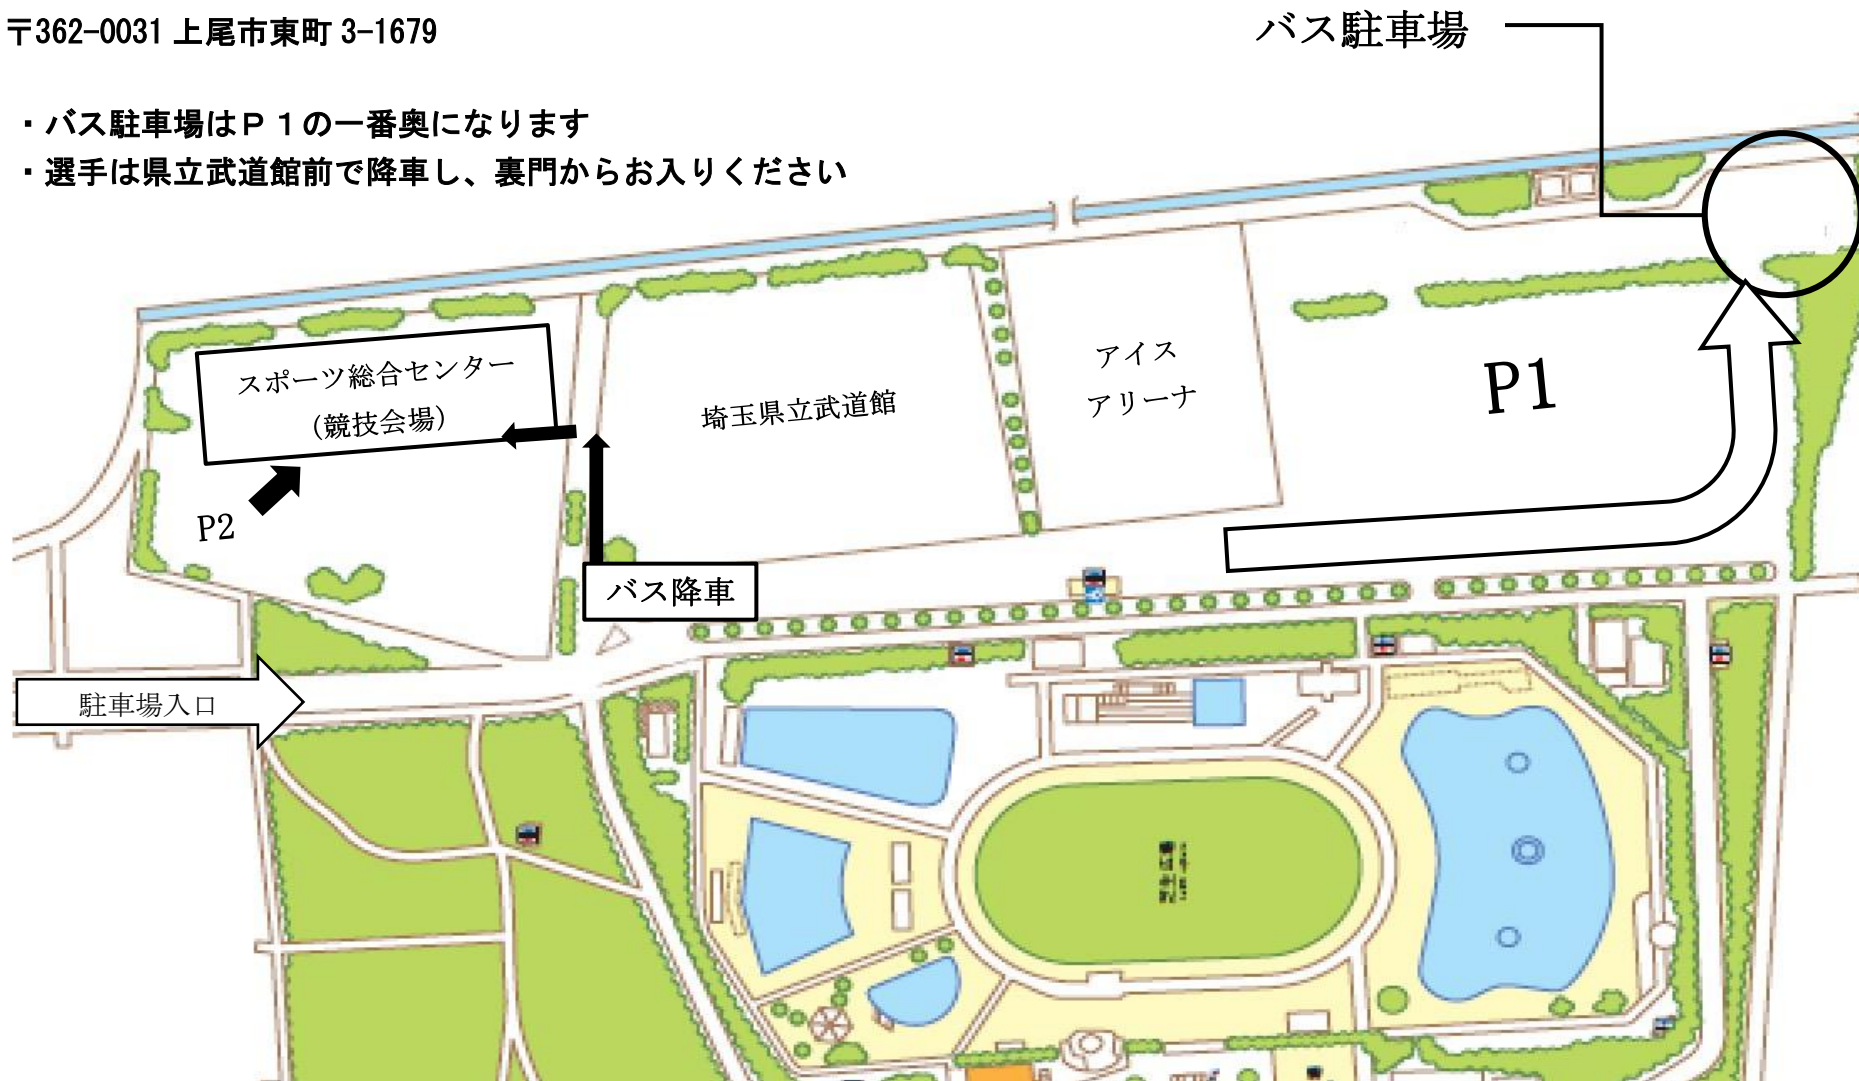 〒362-0031 上尾市東町 3-1679
バス駐車場
・バス駐車場はP１の一番奥になります
・選手は県立武道館前で降車し、裏門からお入りください
スポーツ総合センター
（競技会場）
埼玉県立武道館
アイス
アリーナ
P1
P2
バス降車
駐車場入口